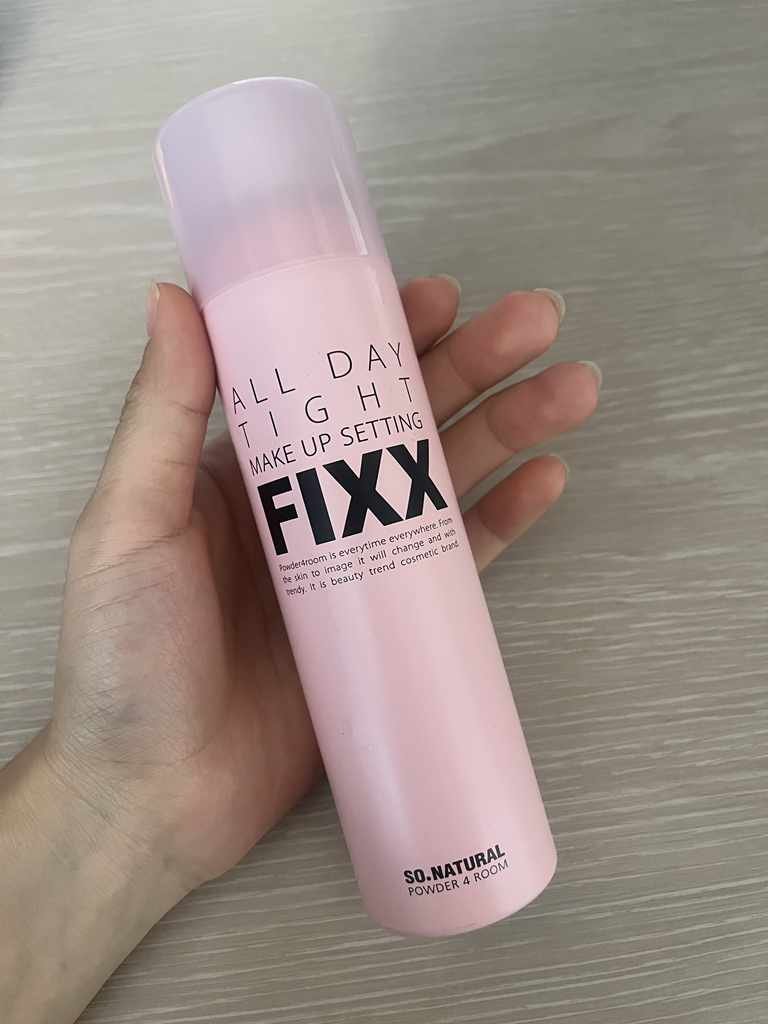 ALL DAY
TIGHT
MAKE UP SETTING
FIXX
Powder4room is everytime everywhere. From
the skin to image it will change and with
trendy. It is beauty trend cosmetic brand.
SO.NATURAL
POWDER 4 ROOM